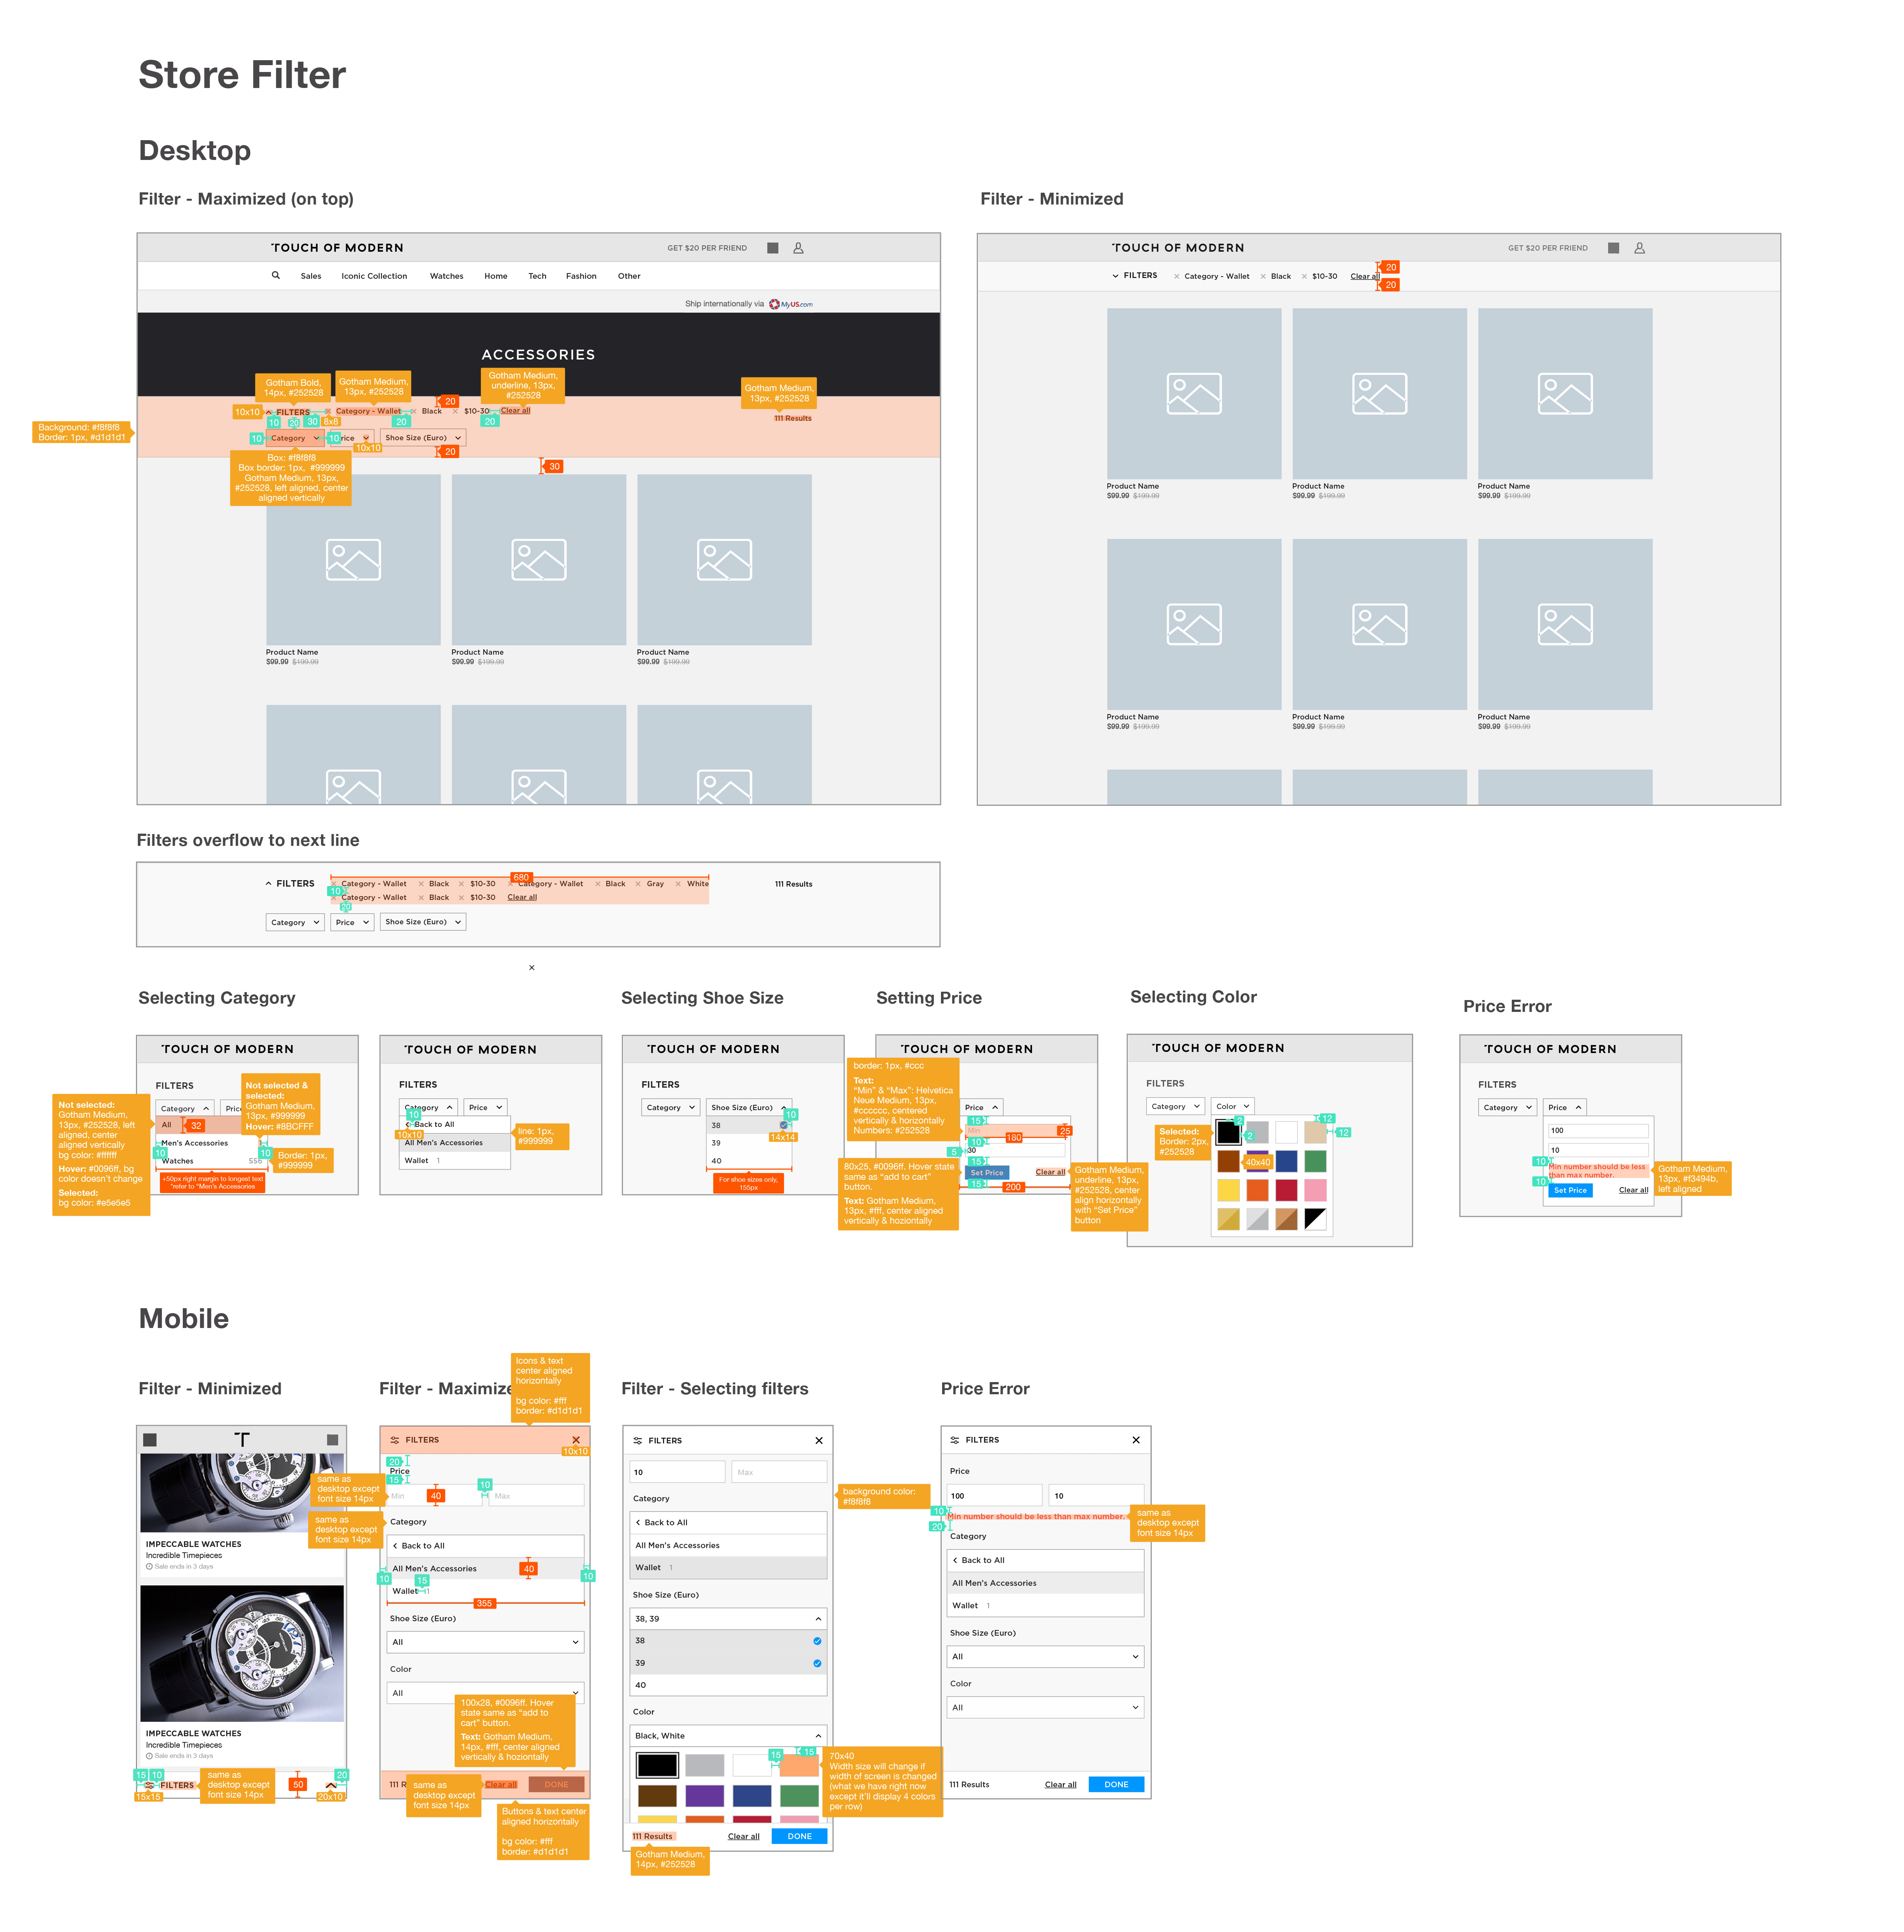 Store Filter
Desktop
Filter - Maximized (on top)
TOUCH OF MODERN
GET $20 PER FRIEND
Sales
Iconic Collection
Watches
Home
Tech
Fashion
Other
Ship internationally via MyUS.com
ACCESSORIES
Gotham Bold,
14px, #252528
Gotham Medium,
13px, #252528
Gotham Medium,
underline, 13px,
#252528
Gotham Medium,
13px, #252528
10x10
FILTERS
Category - Wallet
Black
$10-30
Clear all
20
111 Results
10
20
30
8x8
20
20
Background: #f8f8f8
Border: 1px, #d1d1d1
10
Category
10
Price
Shoe Size (Euro)
10x10
20
Box: #f8f8f8
Box border: 1px, #999999
Gotham Medium, 13px,
#252528, left aligned, center
aligned vertically
30
Product Name
$99.99 $199.99
Product Name
$99.99 $199.99
Product Name
$99.99 $199.99
Filter - Minimized
TOUCH OF MODERN
GET $20 PER FRIEND
FILTERS
Category - Wallet
Black
$10-30
Clear all
20
20
Product Name
$99.99 $199.99
Product Name
$99.99 $199.99
Product Name
$99.99 $199.99
Product Name
$99.99 $199.99
Product Name
$99.99 $199.99
Product Name
$99.99 $199.99
Filters overflow to next line
FILTERS
680
Category - Wallet
Black
$10-30
Category - Wallet
Black
Gray
White
111 Results
10
Category - Wallet
Black
$10-30
Clear all
20
Category
Price
Shoe Size (Euro)
Selecting Category
TOUCH OF MODERN
FILTERS
Category
Price
All
32
Men's Accessories
Watches
556
10
10
Not selected:
Gotham Medium,
13px, #252528, left
aligned, center
aligned vertically
bg color: #ffffff
Hover: #0096ff, bg
color doesn't change
Selected:
bg color: #e5e5e5
Not selected &
selected:
Gotham Medium,
13px, #999999
Hover: #8BCFFF
Border: 1px,
#999999
+50px right margin to longest text
*refer to "Men's Accessories
TOUCH OF MODERN
FILTERS
Category
Price
10
Back to All
10x10
All Men's Accessories
Wallet 1
line: 1px,
#999999
Selecting Shoe Size
TOUCH OF MODERN
FILTERS
Category
Shoe Size (Euro)
10
38
14x14
39
40
For shoe sizes only,
155px
Setting Price
TOUCH OF MODERN
border: 1px, #ccc
Text:
"Min" & "Max": Helvetica
Neue Medium, 13px,
#cccccc, centered
vertically & horizontally
Numbers: #252528
Price
15
Min
25
10
180
30
5
15
Set Price
Clear all
15
200
80x25, #0096ff. Hover state
same as "add to cart"
button.
Text: Gotham Medium,
13px, #fff, center aligned
vertically & hoziontally
Gotham Medium,
underline, 13px,
#252528, center
align horizontally
with "Set Price"
button
Selecting Color
TOUCH OF MODERN
FILTERS
Category
Color
12
12
2
2
Selected:
Border: 2px,
#252528
40x40
Price Error
TOUCH OF MODERN
FILTERS
Category
Price
100
10
10
Min number should be less
than max number.
10
Set Price
Clear all
Gotham Medium,
13px, #f3494b,
left aligned
Mobile
Filter - Minimized
IMPECCABLE WATCHES
Incredible Timepieces
Sale ends in 3 days
IMPECCABLE WATCHES
Incredible Timepieces
Sale ends in 3 days
15
10
FILTERS
15x15
same as
desktop except
font size 14px
50
20
20x10
Filter - Maximize
Icons & text
center aligned
horizontally
bg color: #fff
border: #d1d1d1
FILTERS
10x10
20
Price
15
Min
40
10
Max
same as
desktop except
font size 14px
same as
desktop except
font size 14px
Category
Back to All
All Men's Accessories
40
10
15
10
Wallet 1
355
Shoe Size (Euro)
All
Color
All
100x28, #0096ff. Hover
state same as "add to
cart" button.
Text: Gotham Medium,
14px, #fff, center aligned
vertically & hoziontally
111 R
same as
desktop except
font size 14px
Clear all
DONE
Buttons & text center
aligned horizontally
bg color: #fff
border: #d1d1d1
Filter - Selecting filters
FILTERS
10
Max
Category
Back to All
All Men's Accessories
Wallet 1
Shoe Size (Euro)
38, 39
38
39
40
Color
Black, White
15
15
background color:
#f8f8f8
70x40
Width size will change if
width of screen is changed
(what we have right now
except it'll display 4 colors
per row)
111 Results
Clear all
DONE
Gotham Medium,
14px, #252528
Price Error
FILTERS
Price
100
10
10
Min number should be less than max number.
20
same as
desktop except
font size 14px
Category
Back to All
All Men's Accessories
Wallet 1
Shoe Size (Euro)
All
Color
All
111 Results
Clear all
DONE